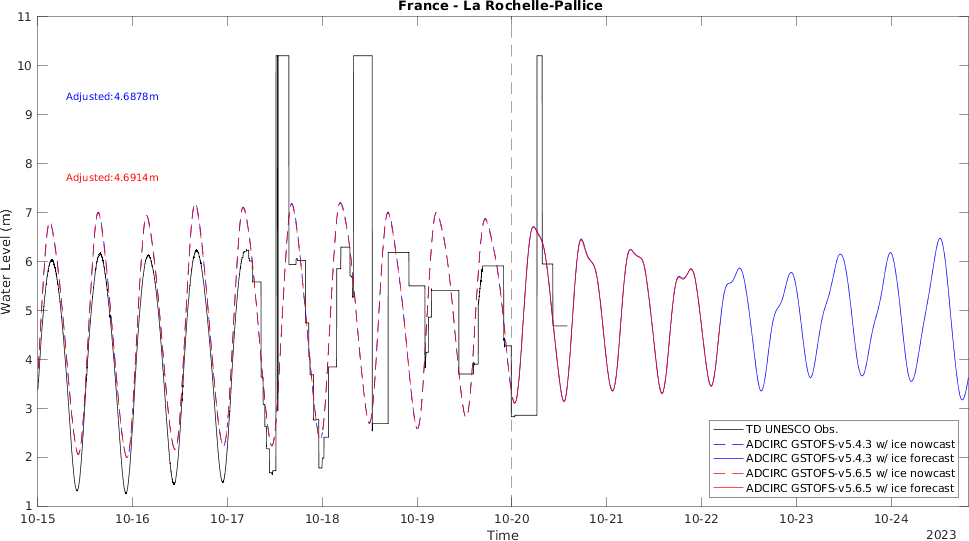 France - La Rochelle-Pallice
11
10
9
8
7
6
5
4
3
2
1
Water Level (m)
Adjusted:4.6878m
Adjusted:4.6914m
TD UNESCO Obs.
ADCIRC GSTOFS-v5.4.3 w/ ice nowcast
ADCIRC GSTOFS-v5.4.3 w/ ice forecast
ADCIRC GSTOFS-v5.6.5 w/ ice nowcast
ADCIRC GSTOFS-v5.6.5 w/ ice forecast
10-15 10-16 10-17 10-18 10-19 10-20 10-21 10-22 10-23 10-24
Time
2023